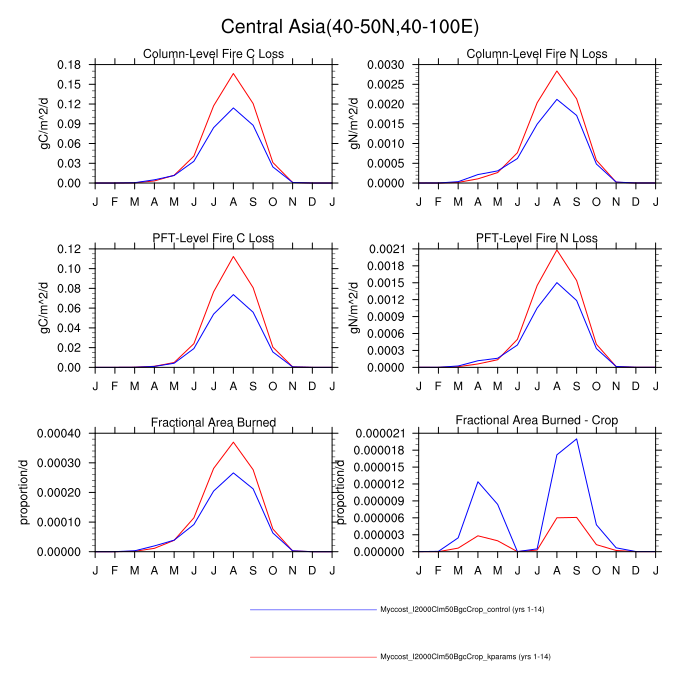 Central Asia(40-50N,40-100E)
Column-Level Fire C Loss
gC/m^2/d
0.18
0.15
0.12
0.09
0.06
0.03
0.00
J F M A M J J A S O N D J
Column-Level Fire N Loss
gN/m^2/d
0.0030
0.0025
0.0020
0.0015
0.0010
0.0005
0.0000
J F M A M J J A S O N D J
PFT-Level Fire C Loss
gC/m^2/d
0.12
0.10
0.08
0.06
0.04
0.02
0.00
J F M A M J J A S O N D J
PFT-Level Fire N Loss
gN/m^2/d
0.0021
0.0018
0.0015
0.0012
0.0009
0.0006
0.0003
0.0000
J F M A M J J A S O N D J
Fractional Area Burned
proportion/d
0.00040
0.00030
0.00020
0.00010
0.00000
J F M A M J J A S O N D J
Fractional Area Burned - Crop
proportion/d
0.000021
0.000018
0.000015
0.000012
0.000009
0.000006
0.000003
0.000000
J F M A M J J A S O N D J
Myccost_I2000Clm50BgcCrop_control (yrs 1-14)
Myccost_I2000Clm50BgcCrop_kparams (yrs 1-14)